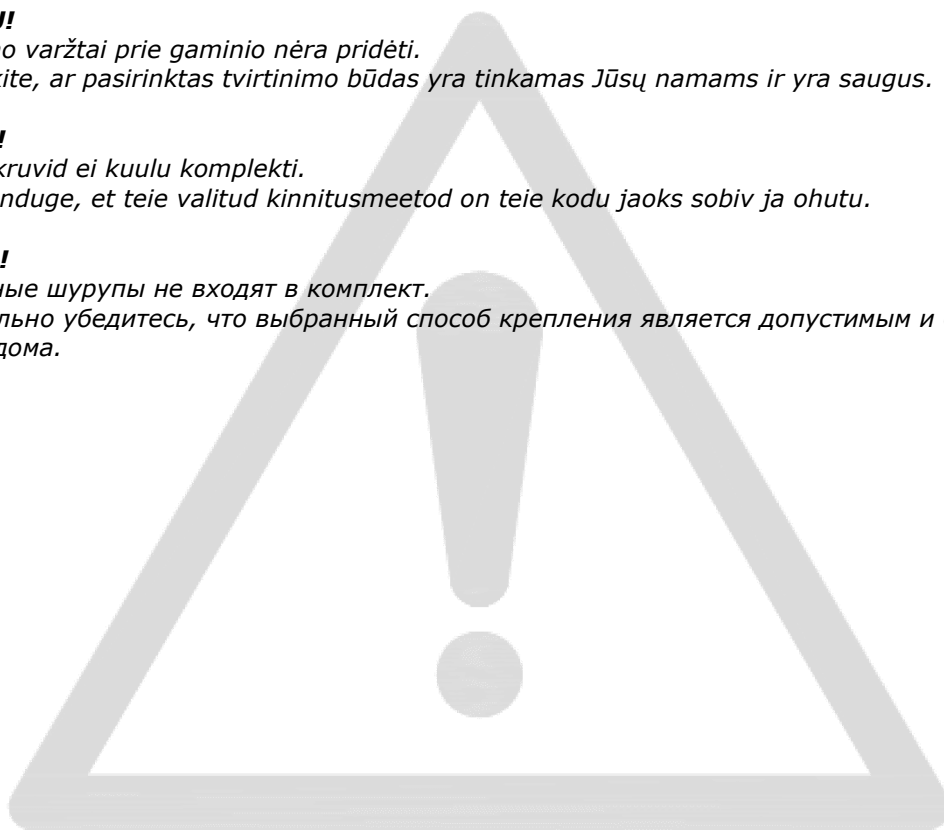 !
o varžtai prie gaminio nėra pridėti.
kite, ar pasirinktas tvirtinimo būdas yra tinkamas Jūsų namams ir yra saugus.
!
kruvid ei kuulu komplekti.
nduge, et teie valitud kinnitusmeetod on teie kodu jaoks sobiv ja ohutu.
!
ные шурупы не входят в комплект.
льно убедитесь, что выбранный способ крепления является допустимым и
дома.